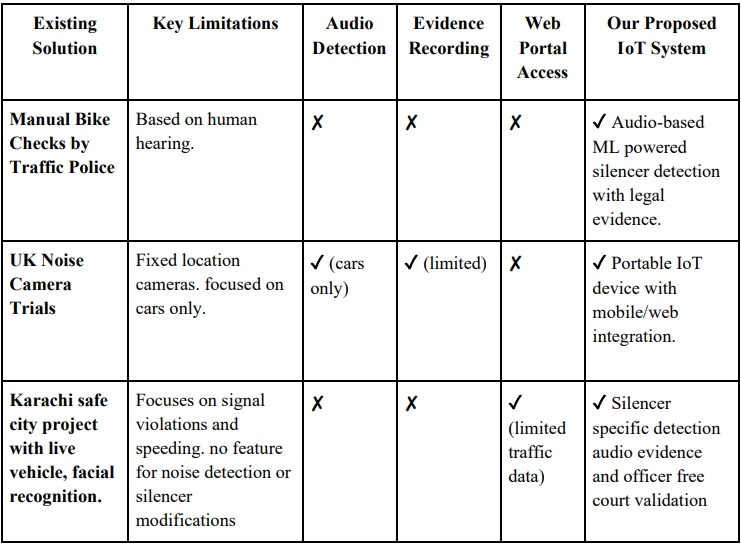 Existing
Solution
Key Limitations
Audio
Detection
Evidence
Recording
Web
Portal
Access
Our Proposed
IoT System
Manual Bike
Checks by
Traffic Police
Based on human
hearing.
✗
✗
✗
✓ Audio-based
ML powered
silencer detection
with legal
evidence.
UK Noise
Camera
Trials
Fixed location
cameras. focused on
cars only.
✓ (cars
only)
✓ (limited)
✗
✓ Portable IoT
device with
mobile/web
integration.
Karachi safe
city project
with live
vehicle, facial
recognition.
Focuses on signal
violations and
speeding. no feature
for noise detection or
silencer
modifications
✗
✗
✓
(limited
traffic
data)
✓ Silencer
specific detection
audio evidence
and officer free
court validation